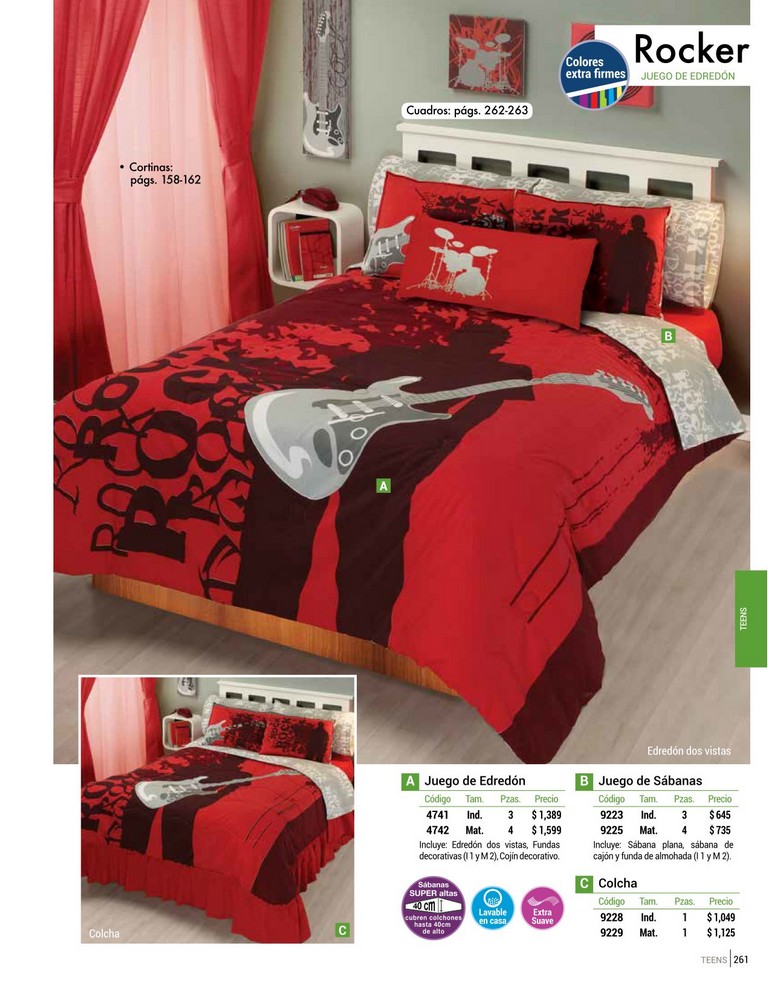 Rocker
JUEGO DE EDREDÓN
Colores
extra firmes
Cuadros: págs. 262-263
• Cortinas:
págs. 158-162
B
A
TEENS
Edredón dos vistas
Colcha
C
A Juego de Edredón
Código Tam. Pzas. Precio
4741 Ind. 3 $ 1,389
4742 Mat. 4 $ 1,599
Incluye: Edredón dos vistas, Fundas
decorativas (I 1 y M 2), Cojín decorativo.
Sábanas
SUPER altas
40 cm
cubren colchones
hasta 40cm
de alto
Lavable
en casa
Extra
Suave
B Juego de Sábanas
Código Tam. Pzas. Precio
9223 Ind. 3 $ 645
9225 Mat. 4 $ 735
Incluye: Sábana plana, sábana de
cajón y funda de almohada (I 1 y M 2).
C Colcha
Código Tam. Pzas. Precio
9228 Ind. 1 $ 1,049
9229 Mat. 1 $ 1,125
TEENS 261